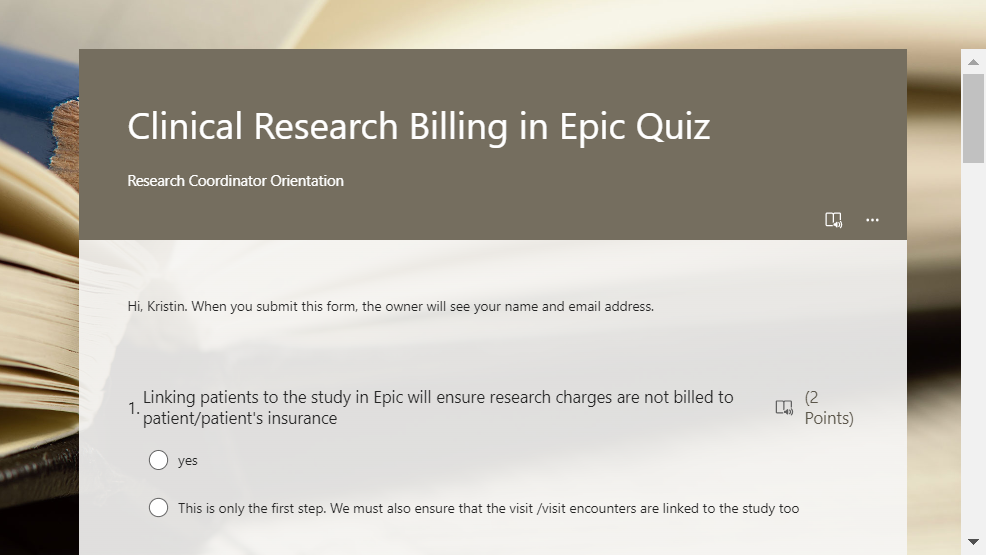 Clinical Research Billing in Epic Quiz
Research Coordinator Orientation
Hi, Kristin. When you submit this form, the owner will see your name and email address.
1. Linking patients to the study in Epic will ensure research charges are not billed to
patient/patient's insurance
(2
Points)
yes
This is only the first step. We must also ensure that the visit /visit encounters are linked to the study too